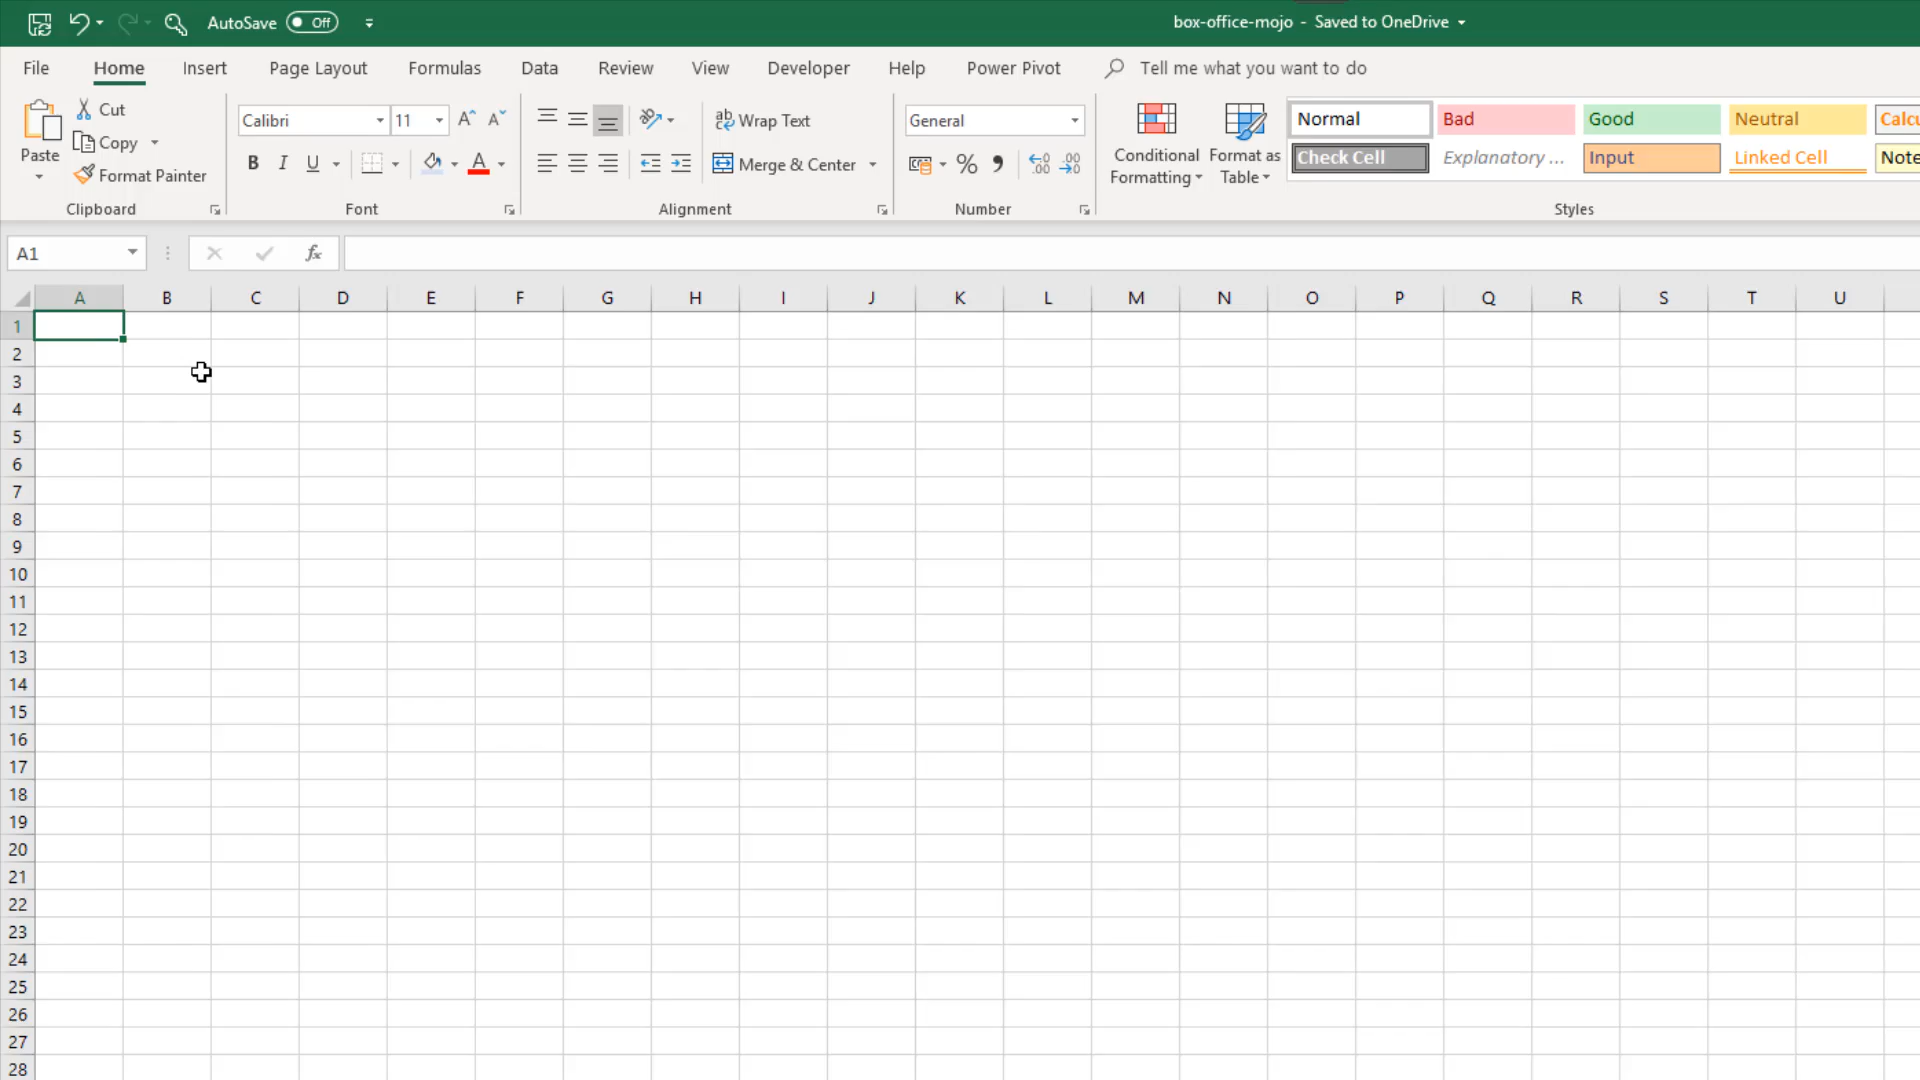 AutoSave Off box-office-mojo - Saved to OneDrive
File Home Insert Page Layout Formulas Data Review View Developer Help Power Pivot Tell me what you want to do
Paste
Cut
Copy
Format Painter
Clipboard
Calibri 11
B I U A
Font
ab Wrap Text
Merge & Center
Alignment
General
% 9
Number
Conditional Formatting
Format as Table
Normal Bad Good Neutral
Check Cell Explanatory ... Input Linked Cell Note
Styles
A1 fx
A B C D E F G H I J K L M N O P Q R S T U
1
2
3
4
5
6
7
8
9
10
11
12
13
14
15
16
17
18
19
20
21
22
23
24
25
26
27
28